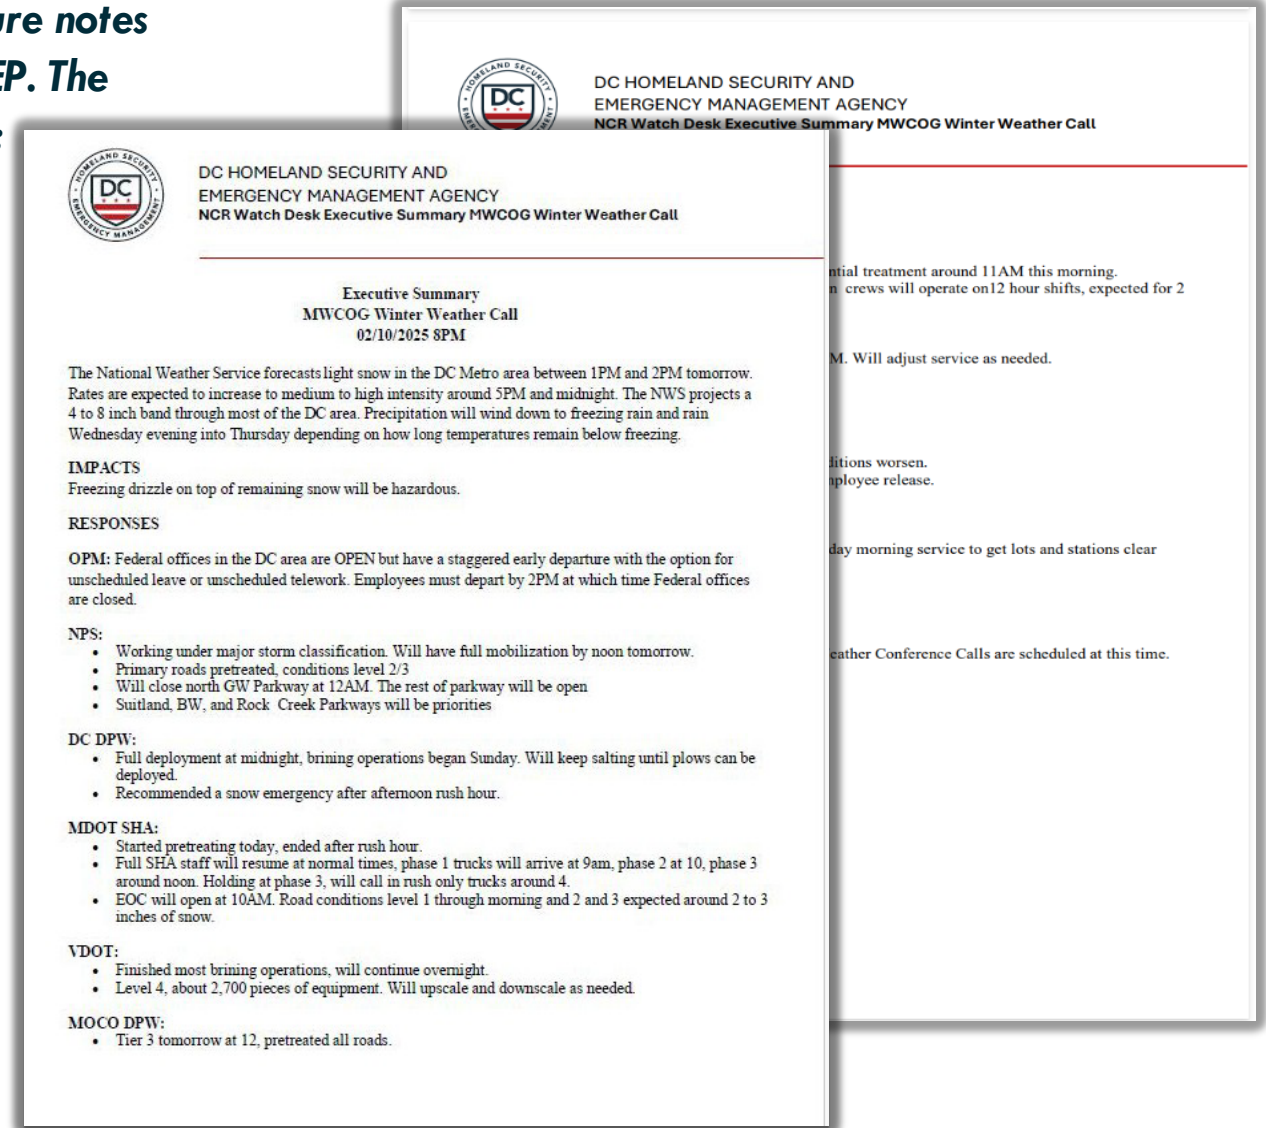 ure notes
EP. The
DC HOMELAND SECURITY AND
EMERGENCY MANAGEMENT AGENCY
NCR Watch Desk Executive Summary MWCOG Winter Weather Call
HOMELAND SECURITY
DC
EMERGENCY MANAGEMENT
DC HOMELAND SECURITY AND
EMERGENCY MANAGEMENT AGENCY
NCR Watch Desk Executive Summary MWCOG Winter Weather Call
Executive Summary
MWCOG Winter Weather Call
02/10/2025 8PM
The National Weather Service forecasts light snow in the DC Metro area between 1PM and 2PM tomorrow.
Rates are expected to increase to medium to high intensity around 5PM and midnight. The NWS projects a
4 to 8 inch band through most of the DC area. Precipitation will wind down to freezing rain and rain
Wednesday evening into Thursday depending on how long temperatures remain below freezing.
IMPACTS
Freezing drizzle on top of remaining snow will be hazardous.
RESPONSES
OPM: Federal offices in the DC area are OPEN but have a staggered early departure with the option for
unscheduled leave or unscheduled telework. Employees must depart by 2PM at which time Federal offices
are closed.
NPS:
• Working under major storm classification. Will have full mobilization by noon tomorrow.
• Primary roads pretreated, conditions level 2/3
• Will close north GW Parkway at 12AM. The rest of parkway will be open
• Suitland, BW, and Rock Creek Parkways will be priorities
DC DPW:
• Full deployment at midnight, brining operations began Sunday. Will keep salting until plows can be
deployed.
• Recommended a snow emergency after afternoon rush hour.
MDOT SHA:
• Started pretreating today, ended after rush hour.
• Full SHA staff will resume at normal times, phase 1 trucks will arrive at 9am, phase 2 at 10, phase 3
around noon. Holding at phase 3, will call in rush only trucks around 4.
• EOC will open at 10AM. Road conditions level 1 through morning and 2 and 3 expected around 2 to 3
inches of snow.
VDOT:
• Finished most brining operations, will continue overnight.
• Level 4, about 2,700 pieces of equipment. Will upscale and downscale as needed.
MOCO DPW:
• Tier 3 tomorrow at 12, pretreated all roads.
ntial treatment around 11AM this morning.
n crews will operate on12 hour shifts, expected for 2
M. Will adjust service as needed.
ditions worsen.
mployee release.
day morning service to get lots and stations clear
eather Conference Calls are scheduled at this time.